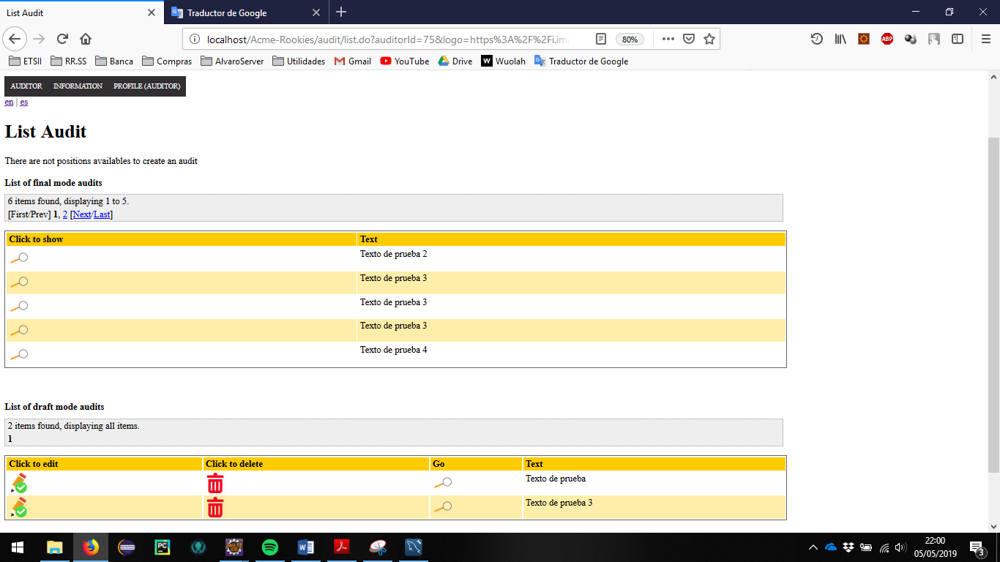 List Audit
Traductor de Google
localhost/Acme-Rookies/audit/list.do?auditorId=75&logo=https%3A%2F%2Fi.im
80%
ETSII RR.SS Banca Compras AlvaroServer Utilidades Gmail YouTube Drive Wuolah Traductor de Google
AUDITOR INFORMATION PROFILE (AUDITOR)
en | es
List Audit
There are not positions availables to create an audit
List of final mode audits
6 items found, displaying 1 to 5.
[First/Prev] 1, 2 [Next/Last]
Click to show Text
Texto de prueba 2
Texto de prueba 3
Texto de prueba 3
Texto de prueba 3
Texto de prueba 4
List of draft mode audits
2 items found, displaying all items.
1
Click to edit Click to delete Go Text
Texto de prueba
Texto de prueba 3
22:00
05/05/2019
3